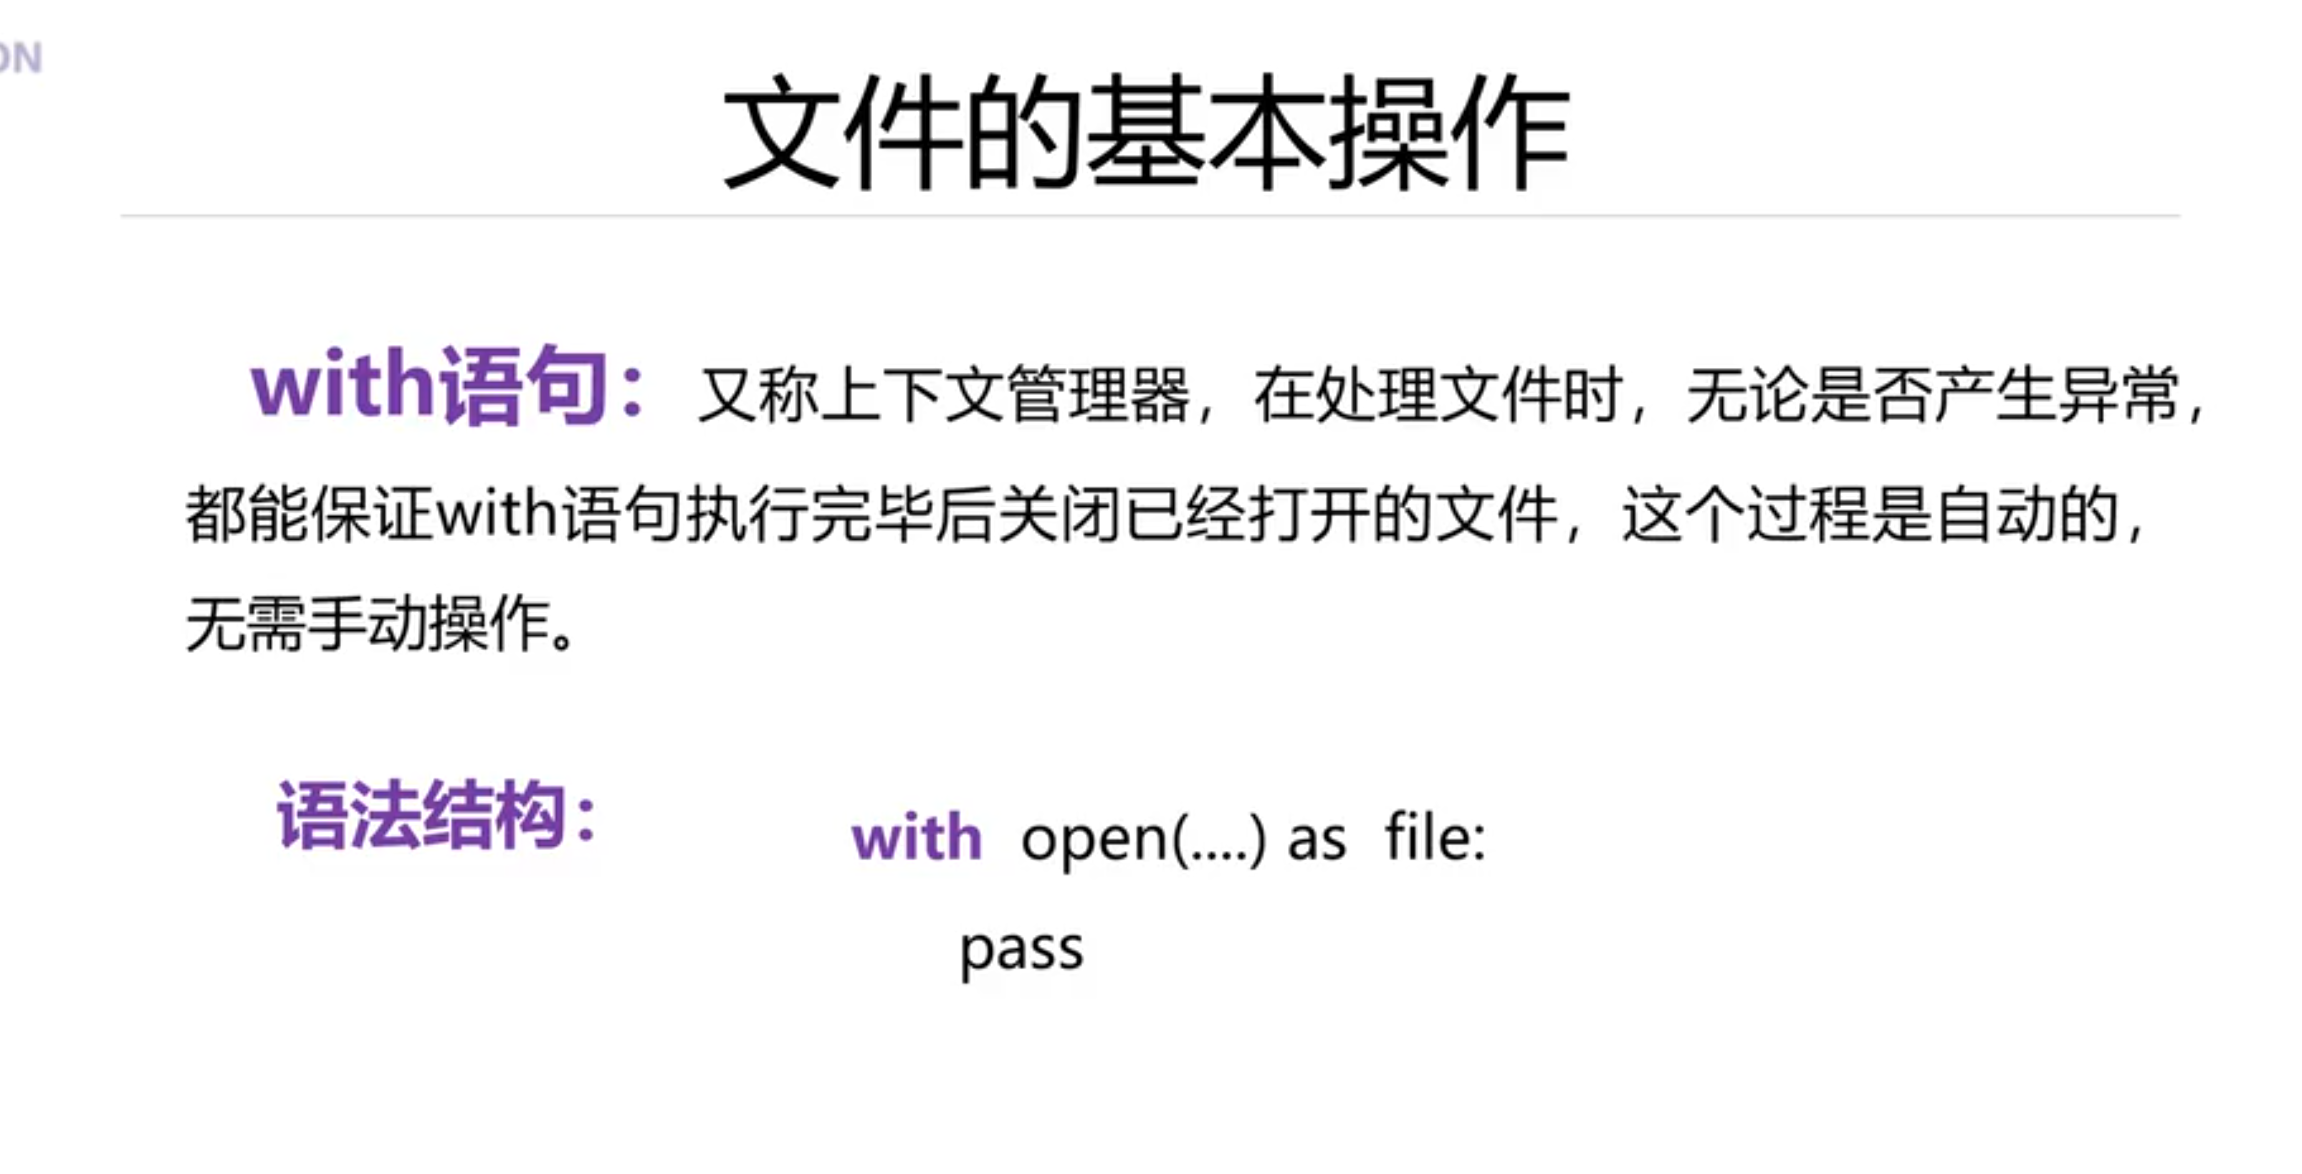 ON
文件的基本操作
with语句：又称上下文管理器，在处理文件时，无论是否产生异常，
都能保证with语句执行完毕后关闭已经打开的文件，这个过程是自动的，
无需手动操作。
语法结构：
with open(....) as file:
pass